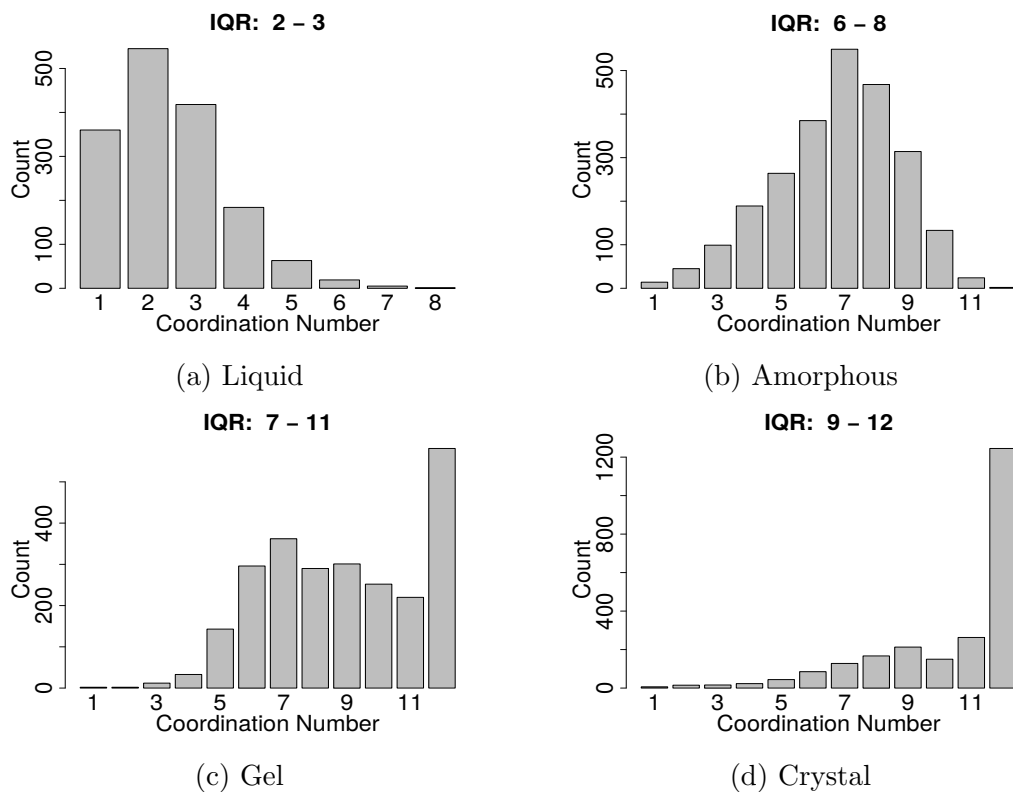 IQR: 2 – 3
Count
0
100
300
500
1 2 3 4 5 6 7 8
Coordination Number
(a) Liquid
IQR: 6 – 8
Count
0
100
300
500
1 3 5 7 9 11
Coordination Number
(b) Amorphous
IQR: 7 – 11
Count
0
200
400
1 3 5 7 9 11
Coordination Number
(c) Gel
IQR: 9 – 12
Count
0
400
800
1200
1 3 5 7 9 11
Coordination Number
(d) Crystal